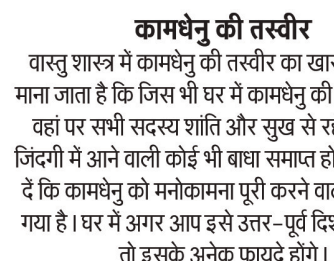 कामधेनु की तस्वीर
वास्तु शास्त्र में कामधेनु की तस्वीर का
माना जाता है कि जिस भी घर में कामधेनु की
वहां पर सभी सदस्य शांति और सुख से
जिंदगी में आने वाली कोई भी बाधा समाप्त
दें कि कामधेनु को मनोकामना पूरी करने
गया है। घर में अगर आप इसे उत्तर-पूर्व
तो इसके अनेक फायदे होंगे।